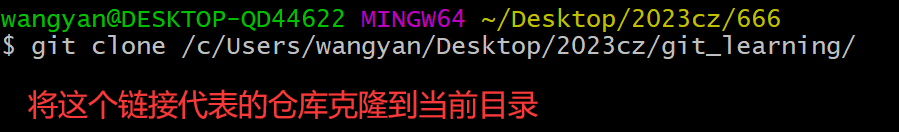 wangyan@DESKTOP-QD44622 MINGW64 ~/Desktop/2023cz/666
$ git clone /c/Users/wangyan/Desktop/2023cz/git_learning/
将这个链接代表的仓库克隆到当前目录